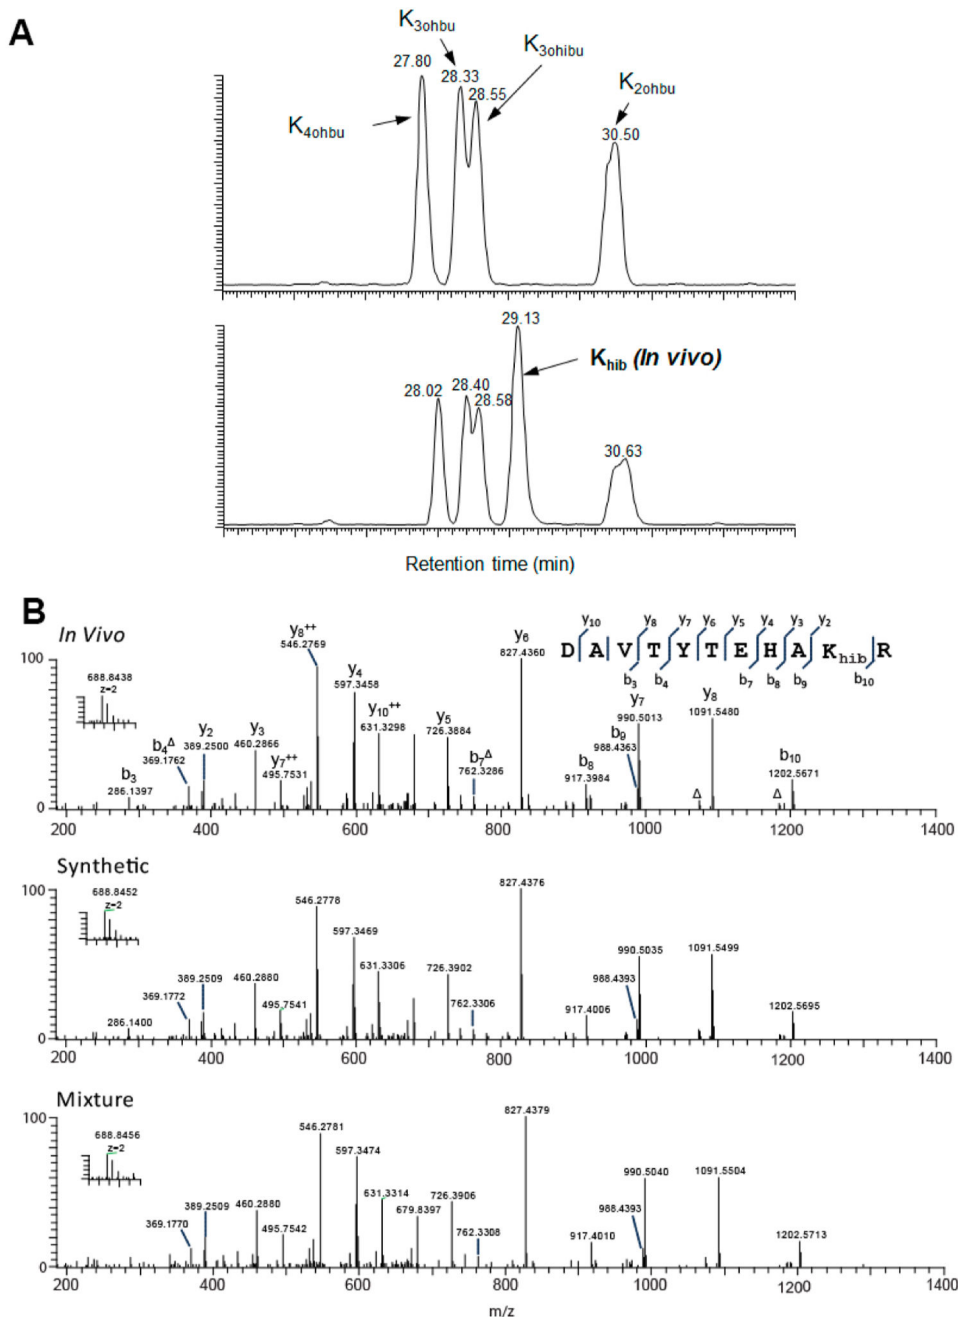 A
K3ohbu
K3ohibu
27.80
28.33
28.55
K2ohbu
K4ohbu
30.50
29.13
Khib (In vivo)
28.02
28.40
28.58
30.63
Retention time (min)
B
In Vivo
y8++
546.2769
y6
827.4360
y10 y8 y7 y6 y5 y4 y3 y2
D A V T Y T E H A Khib R
b3 b4 b7 b8 b9 b10
100
688.8438
z=2
y4
597.3458
y10++
631.3298
y5
726.3884
y7
990.5013
y8
1091.5480
b4Δ
369.1762
y2
389.2500
y3
460.2866
y7++
495.7531
b7Δ
762.3286
b9
988.4363
b8
917.3984
b10
1202.5671
b3
286.1397
Δ
Δ
0
200 400 600 800 1000 1200 1400
Synthetic
100
688.8452
z=2
546.2778
827.4376
597.3469
631.3306
726.3902
990.5035
1091.5499
369.1772
389.2509
460.2880
495.7541
762.3306
988.4393
917.4006
1202.5695
286.1400
0
200 400 600 800 1000 1200 1400
Mixture
100
688.8456
z=2
546.2781
827.4379
597.3474
631.3314
679.8397
726.3906
990.5040
1091.5504
369.1770
389.2509
460.2880
495.7542
762.3308
988.4393
917.4010
1202.5713
0
200 400 600 800 1000 1200 1400
m/z